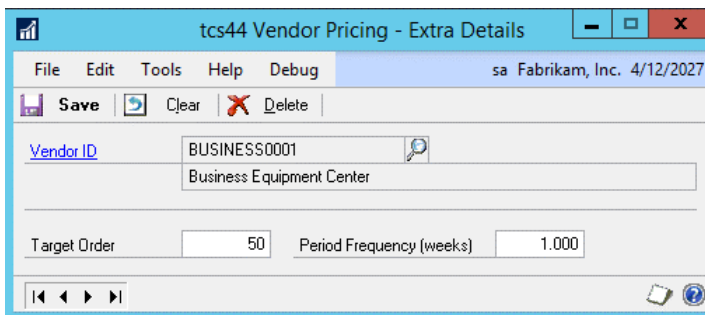 tcs44 Vendor Pricing - Extra Details
File Edit Tools Help Debug sa Fabrikam, Inc. 4/12/2027
Save Clear Delete
Vendor ID BUSINESS0001
Business Equipment Center
Target Order 50 Period Frequency (weeks) 1.000